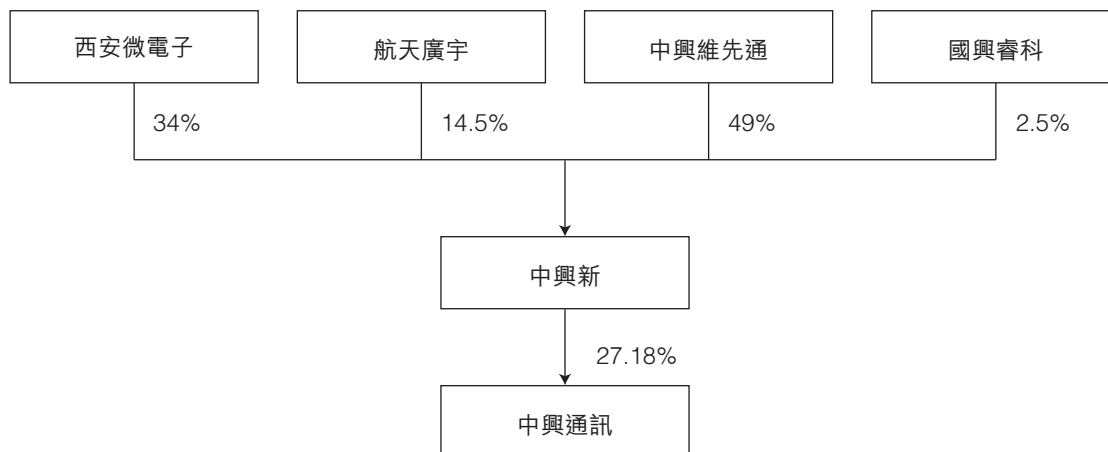 西安微電子
航天廣宇
中興維先通
國興睿科
34%
14.5%
49%
2.5%
中興新
27.18%
中興通訊